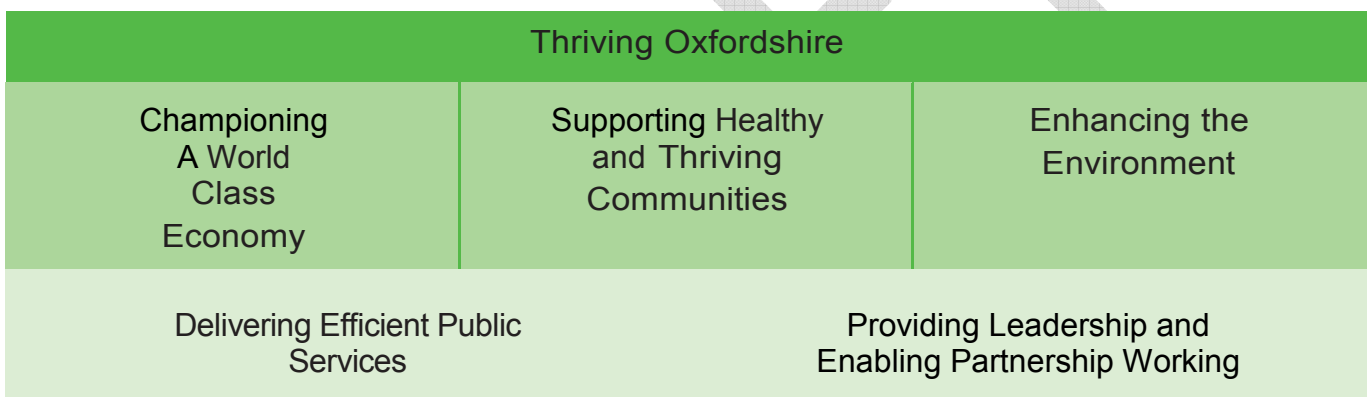 Thriving Oxfordshire
Championing
A World
Class
Economy
Supporting Healthy
and Thriving
Communities
Enhancing the
Environment
Delivering Efficient Public
Services
Providing Leadership and
Enabling Partnership Working